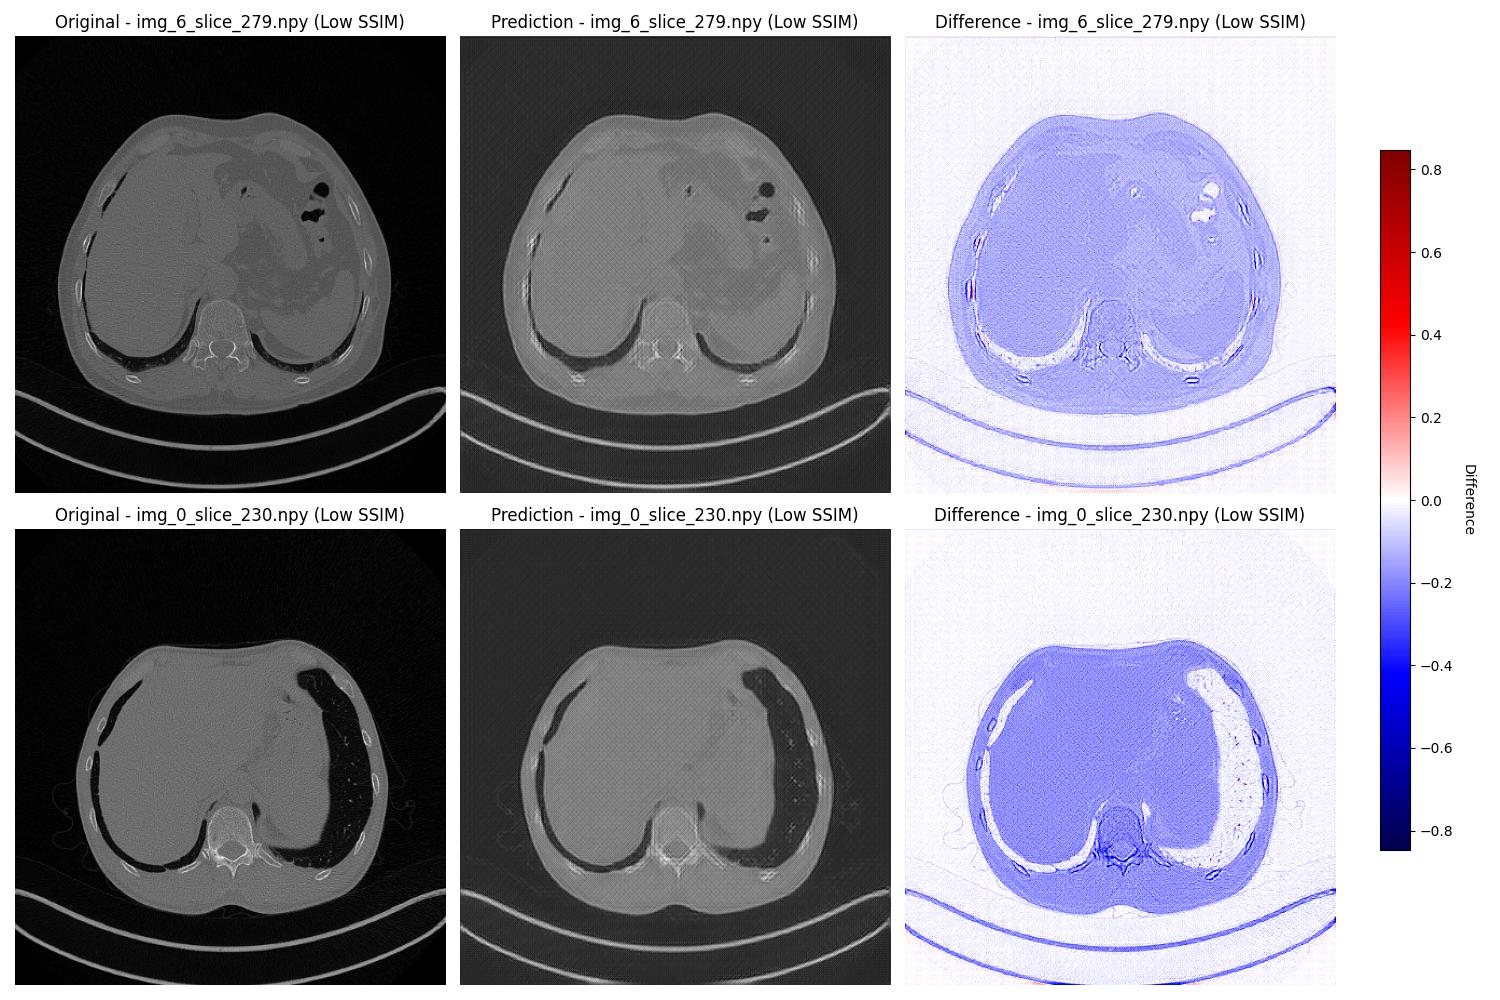 Original - img_6_slice_279.npy (Low SSIM)
Prediction - img_6_slice_279.npy (Low SSIM)
Difference - img_6_slice_279.npy (Low SSIM)
Original - img_0_slice_230.npy (Low SSIM)
Prediction - img_0_slice_230.npy (Low SSIM)
Difference - img_0_slice_230.npy (Low SSIM)
0.8
0.6
0.4
0.2
0.0
−0.2
−0.4
−0.6
−0.8
Difference